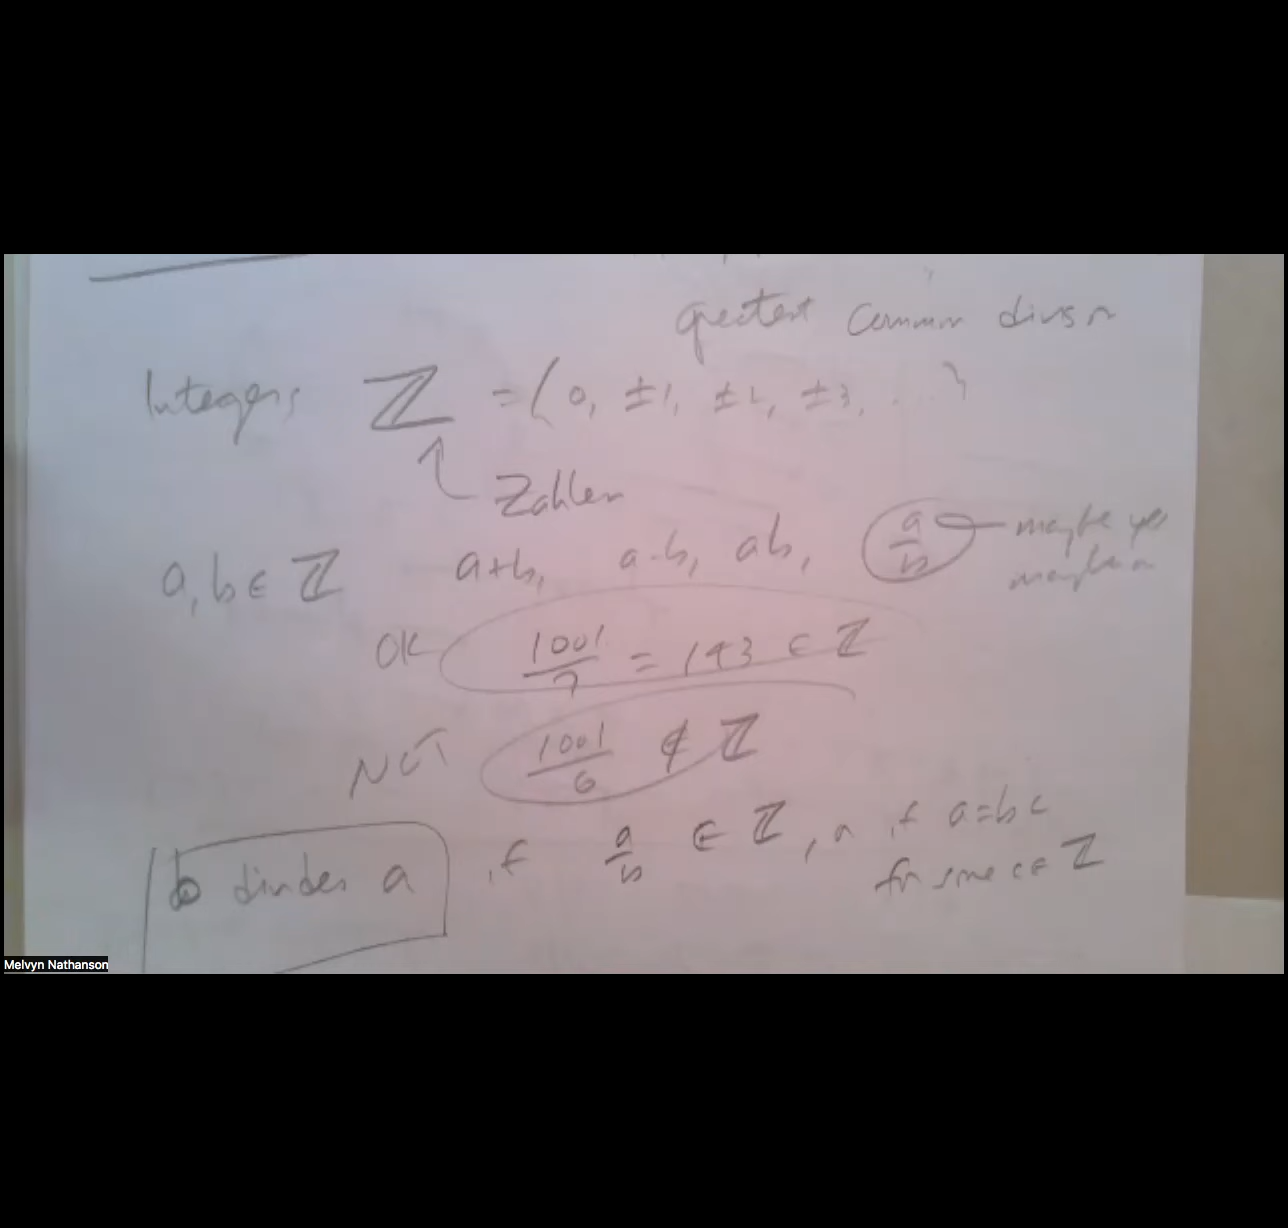 greatest common divisor
Integers ℤ = { 0, ±1, ±2, ±3, ... }
Zahlen
a, b ∈ ℤ a+b, a-b, ab, a/b maybe yes
maybe no
OK 1001/7 = 143 ∈ ℤ
NOT 1001/6 ∉ ℤ
b divides a if a/b ∈ ℤ, or if a=bc
for some c ∈ ℤ
Melvyn Nathanson